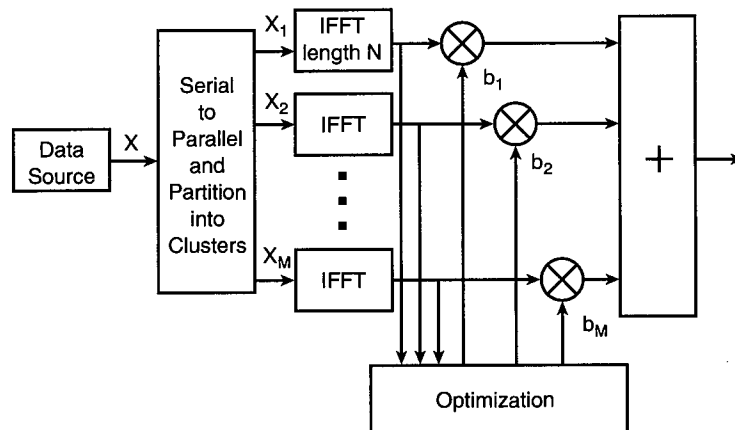 Data
Source
X
Serial
to
Parallel
and
Partition
into
Clusters
X1
IFFT
length N
b1
X2
IFFT
b2
XM
IFFT
bM
+
Optimization